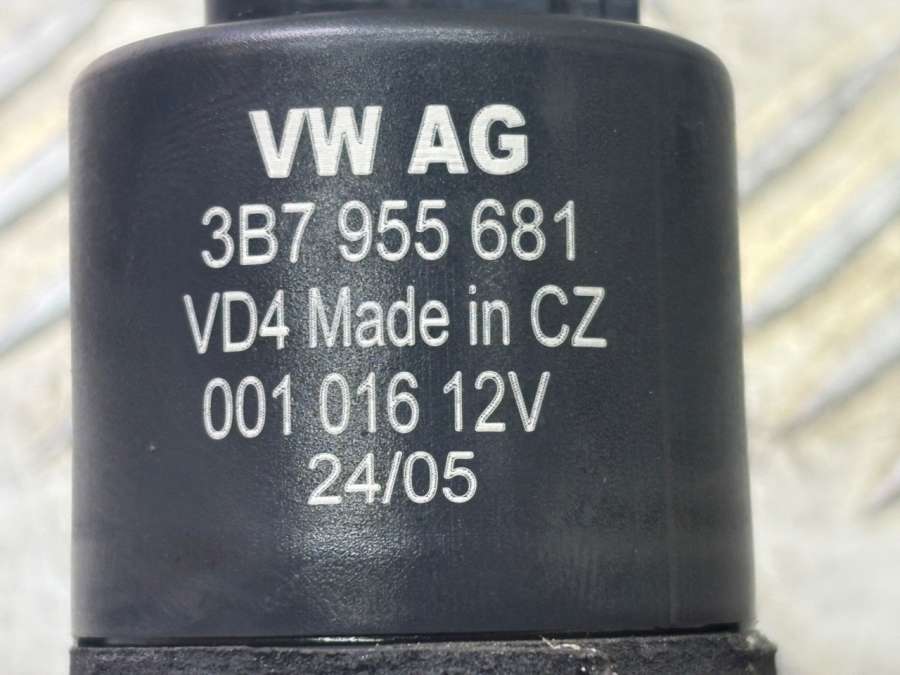 VW AG
3B7 955 681
VD4 Made in CZ
001 016 12V
24/05